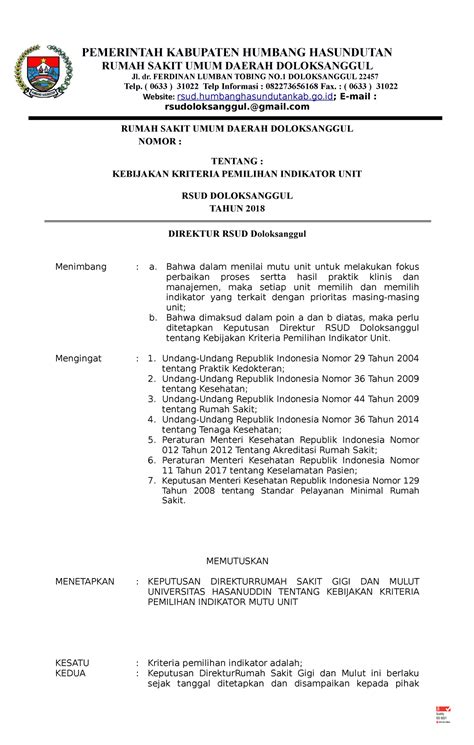 PEMERINTAH KABUPATEN HUMBANG HASUNDUTAN
RUMAH SAKIT UMUM DAERAH DOLOKSANGGUL
Jl. dr. FERDINAN LUMBAN TOBING NO.1 DOLOKSANGGUL 22457
Telp. ( 0633 ) 31022 Telp Informasi : 082273656168 Fax. : ( 0633 ) 31022
Website: rsud.humbanghasundutankab.go.id; E-mail :
rsudoloksanggul.@gmail.com
RUMAH SAKIT UMUM DAERAH DOLOKSANGGUL
NOMOR :
TENTANG :
KEBIJAKAN KRITERIA PEMILIHAN INDIKATOR UNIT
RSUD DOLOKSANGGUL
TAHUN 2018
DIREKTUR RSUD Doloksanggul
Menimbang : a. Bahwa dalam menilai mutu unit untuk melakukan fokus
perbaikan proses sertta hasil praktik klinis dan
manajemen, maka setiap unit memilih dan memilih
indikator yang terkait dengan prioritas masing-masing
unit;
b. Bahwa dimaksud dalam poin a dan b diatas, maka perlu
ditetapkan Keputusan Direktur RSUD Doloksanggul
tentang Kebijakan Kriteria Pemilihan Indikator Unit.
Mengingat : 1. Undang-Undang Republik Indonesia Nomor 29 Tahun 2004
tentang Praktik Kedokteran;
2. Undang-Undang Republik Indonesia Nomor 36 Tahun 2009
tentang Kesehatan;
3. Undang-Undang Republik Indonesia Nomor 44 Tahun 2009
tentang Rumah Sakit;
4. Undang-Undang Republik Indonesia Nomor 36 Tahun 2014
tentang Tenaga Kesehatan;
5. Peraturan Menteri Kesehatan Republik Indonesia Nomor
012 Tahun 2012 Tentang Akreditasi Rumah Sakit;
6. Peraturan Menteri Kesehatan Republik Indonesia Nomor
11 Tahun 2017 tentang Keselamatan Pasien;
7. Keputusan Menteri Kesehatan Republik Indonesia Nomor 129
Tahun 2008 tentang Standar Pelayanan Minimal Rumah
Sakit.
MEMUTUSKAN
MENETAPKAN : KEPUTUSAN DIREKTURRUMAH SAKIT GIGI DAN MULUT
UNIVERSITAS HASANUDDIN TENTANG KEBIJAKAN KRITERIA
PEMILIHAN INDIKATOR MUTU UNIT
KESATU : Kriteria pemilihan indikator adalah;
KEDUA : Keputusan DirekturRumah Sakit Gigi dan Mulut ini berlaku
sejak tanggal ditetapkan dan disampaikan kepada pihak